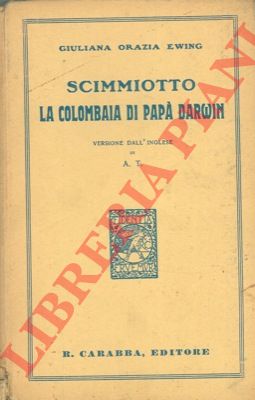 GIULIANA ORAZIA EWING
SCIMMIOTTO
LA COLOMBAIA DI PAPÀ DARWIN
VERSIONE DALL'INGLESE
DI
A. T.
R. CARABBA, EDITORE
LIBRERIA PIANI